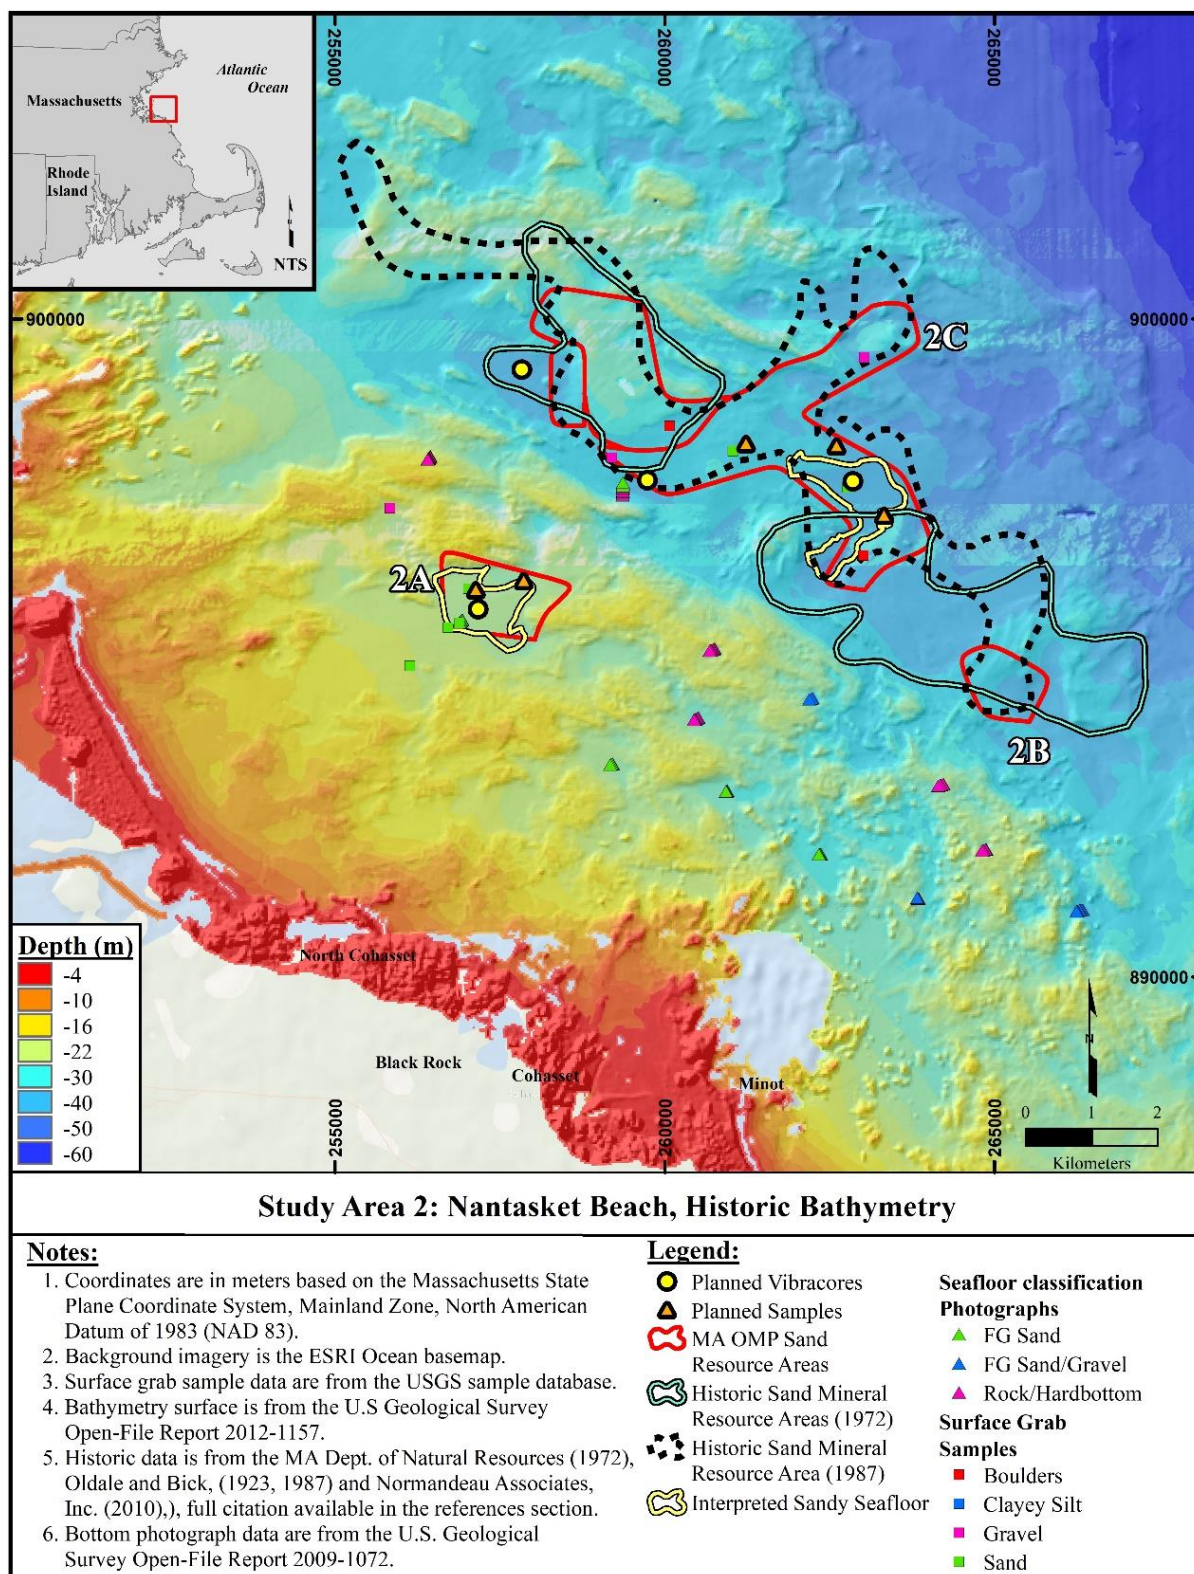 255000
260000
265000
Atlantic
Ocean
Massachusetts
Rhode
Island
NTS
900000
900000
2C
2A
2B
Depth (m)
-4
-10
-16
-22
-30
-40
-50
-60
North Cohasset
Black Rock
Cohasset
Minot
890000
N
0 1 2
Kilometers
255000
260000
265000
Study Area 2: Nantasket Beach, Historic Bathymetry
Notes:
1. Coordinates are in meters based on the Massachusetts State
Plane Coordinate System, Mainland Zone, North American
Datum of 1983 (NAD 83).
2. Background imagery is the ESRI Ocean basemap.
3. Surface grab sample data are from the USGS sample database.
4. Bathymetry surface is from the U.S Geological Survey
Open-File Report 2012-1157.
5. Historic data is from the MA Dept. of Natural Resources (1972),
Oldale and Bick, (1923, 1987) and Normandeau Associates,
Inc. (2010),), full citation available in the references section.
6. Bottom photograph data are from the U.S. Geological
Survey Open-File Report 2009-1072.
Legend:
Planned Vibracores
Planned Samples
MA OMP Sand
Resource Areas
Historic Sand Mineral
Resource Areas (1972)
Historic Sand Mineral
Resource Area (1987)
Interpreted Sandy Seafloor
Seafloor classification
Photographs
FG Sand
FG Sand/Gravel
Rock/Hardbottom
Surface Grab
Samples
Boulders
Clayey Silt
Gravel
Sand